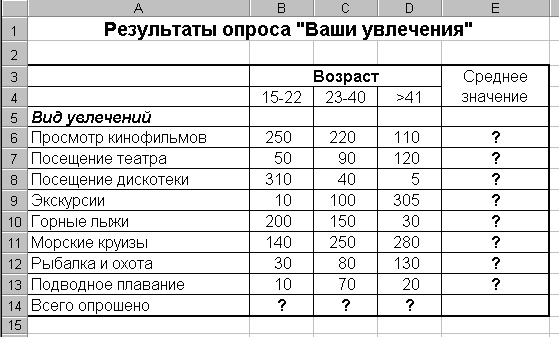 A B C D E
1 Результаты опроса "Ваши увлечения"
2
3 Возраст Среднее
4 15-22 23-40 >41 значение
5 Вид увлечений
6 Просмотр кинофильмов 250 220 110 ?
7 Посещение театра 50 90 120 ?
8 Посещение дискотеки 310 40 5 ?
9 Экскурсии 10 100 305 ?
10 Горные лыжи 200 150 30 ?
11 Морские круизы 140 250 280 ?
12 Рыбалка и охота 30 80 130 ?
13 Подводное плавание 10 70 20 ?
14 Всего опрошено ? ? ?
15